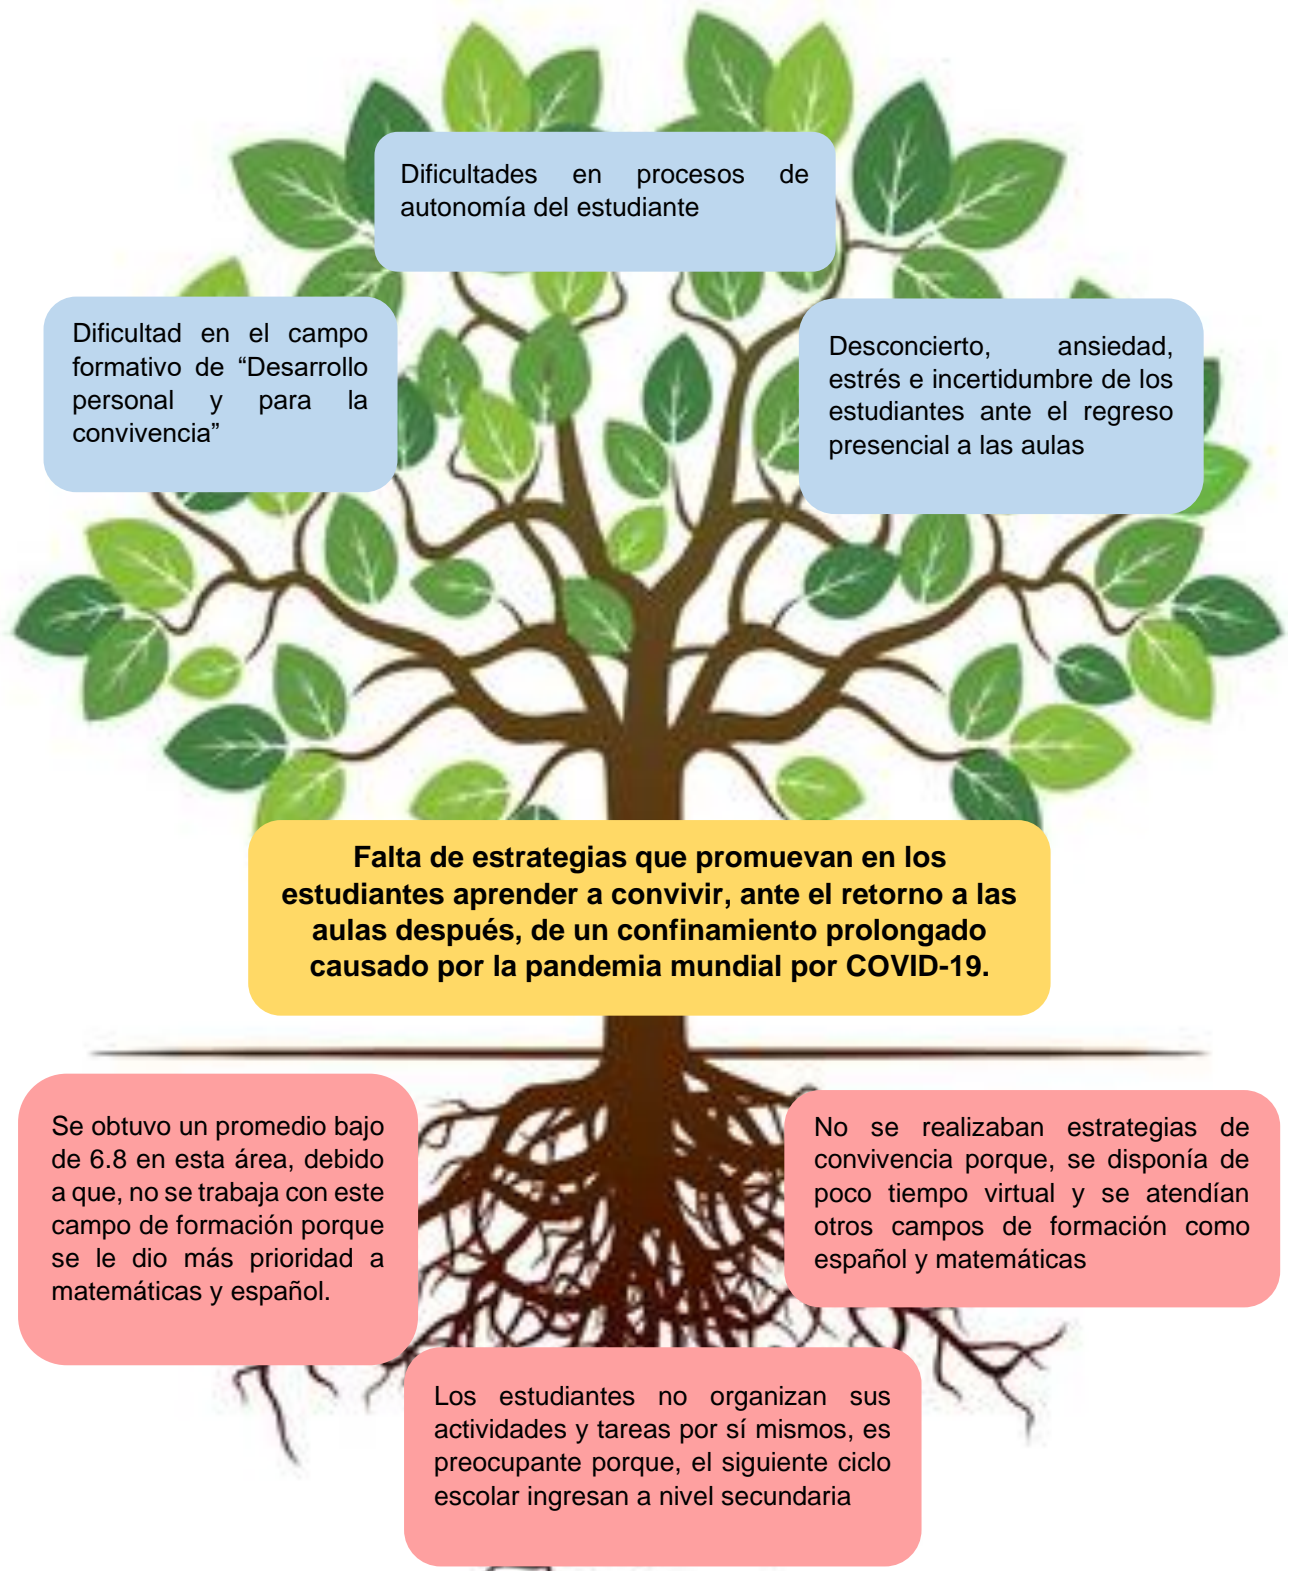 Dificultades en procesos de
autonomía del estudiante
Dificultad en el campo
formativo de “Desarrollo
personal y para la
convivencia”
Desconcierto, ansiedad,
estrés e incertidumbre de los
estudiantes ante el regreso
presencial a las aulas
Falta de estrategias que promuevan en los
estudiantes aprender a convivir, ante el retorno a las
aulas después, de un confinamiento prolongado
causado por la pandemia mundial por COVID-19.
Se obtuvo un promedio bajo
de 6.8 en esta área, debido
a que, no se trabaja con este
campo de formación porque
se le dio más prioridad a
matemáticas y español.
No se realizaban estrategias de
convivencia porque, se disponía de
poco tiempo virtual y se atendían
otros campos de formación como
español y matemáticas
Los estudiantes no organizan sus
actividades y tareas por sí mismos, es
preocupante porque, el siguiente ciclo
escolar ingresan a nivel secundaria